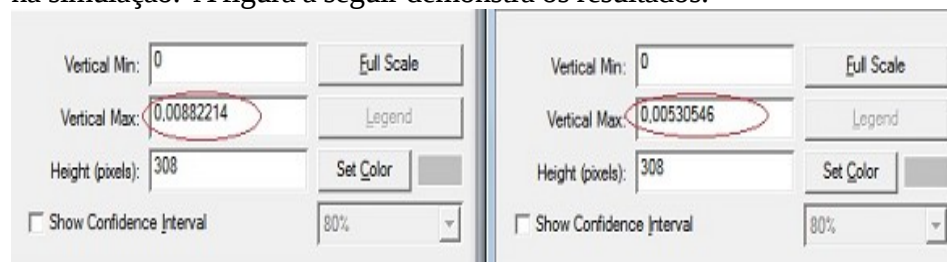 na simulação. A figura a seguir demonstra os resultados:
Vertical Min: 0 Full Scale
Vertical Max: 0,00882214 Legend
Height (pixels): 308 Set Color
Show Confidence Interval 80%
Vertical Min: 0 Full Scale
Vertical Max: 0,00530546 Legend
Height (pixels): 308 Set Color
Show Confidence Interval 80%